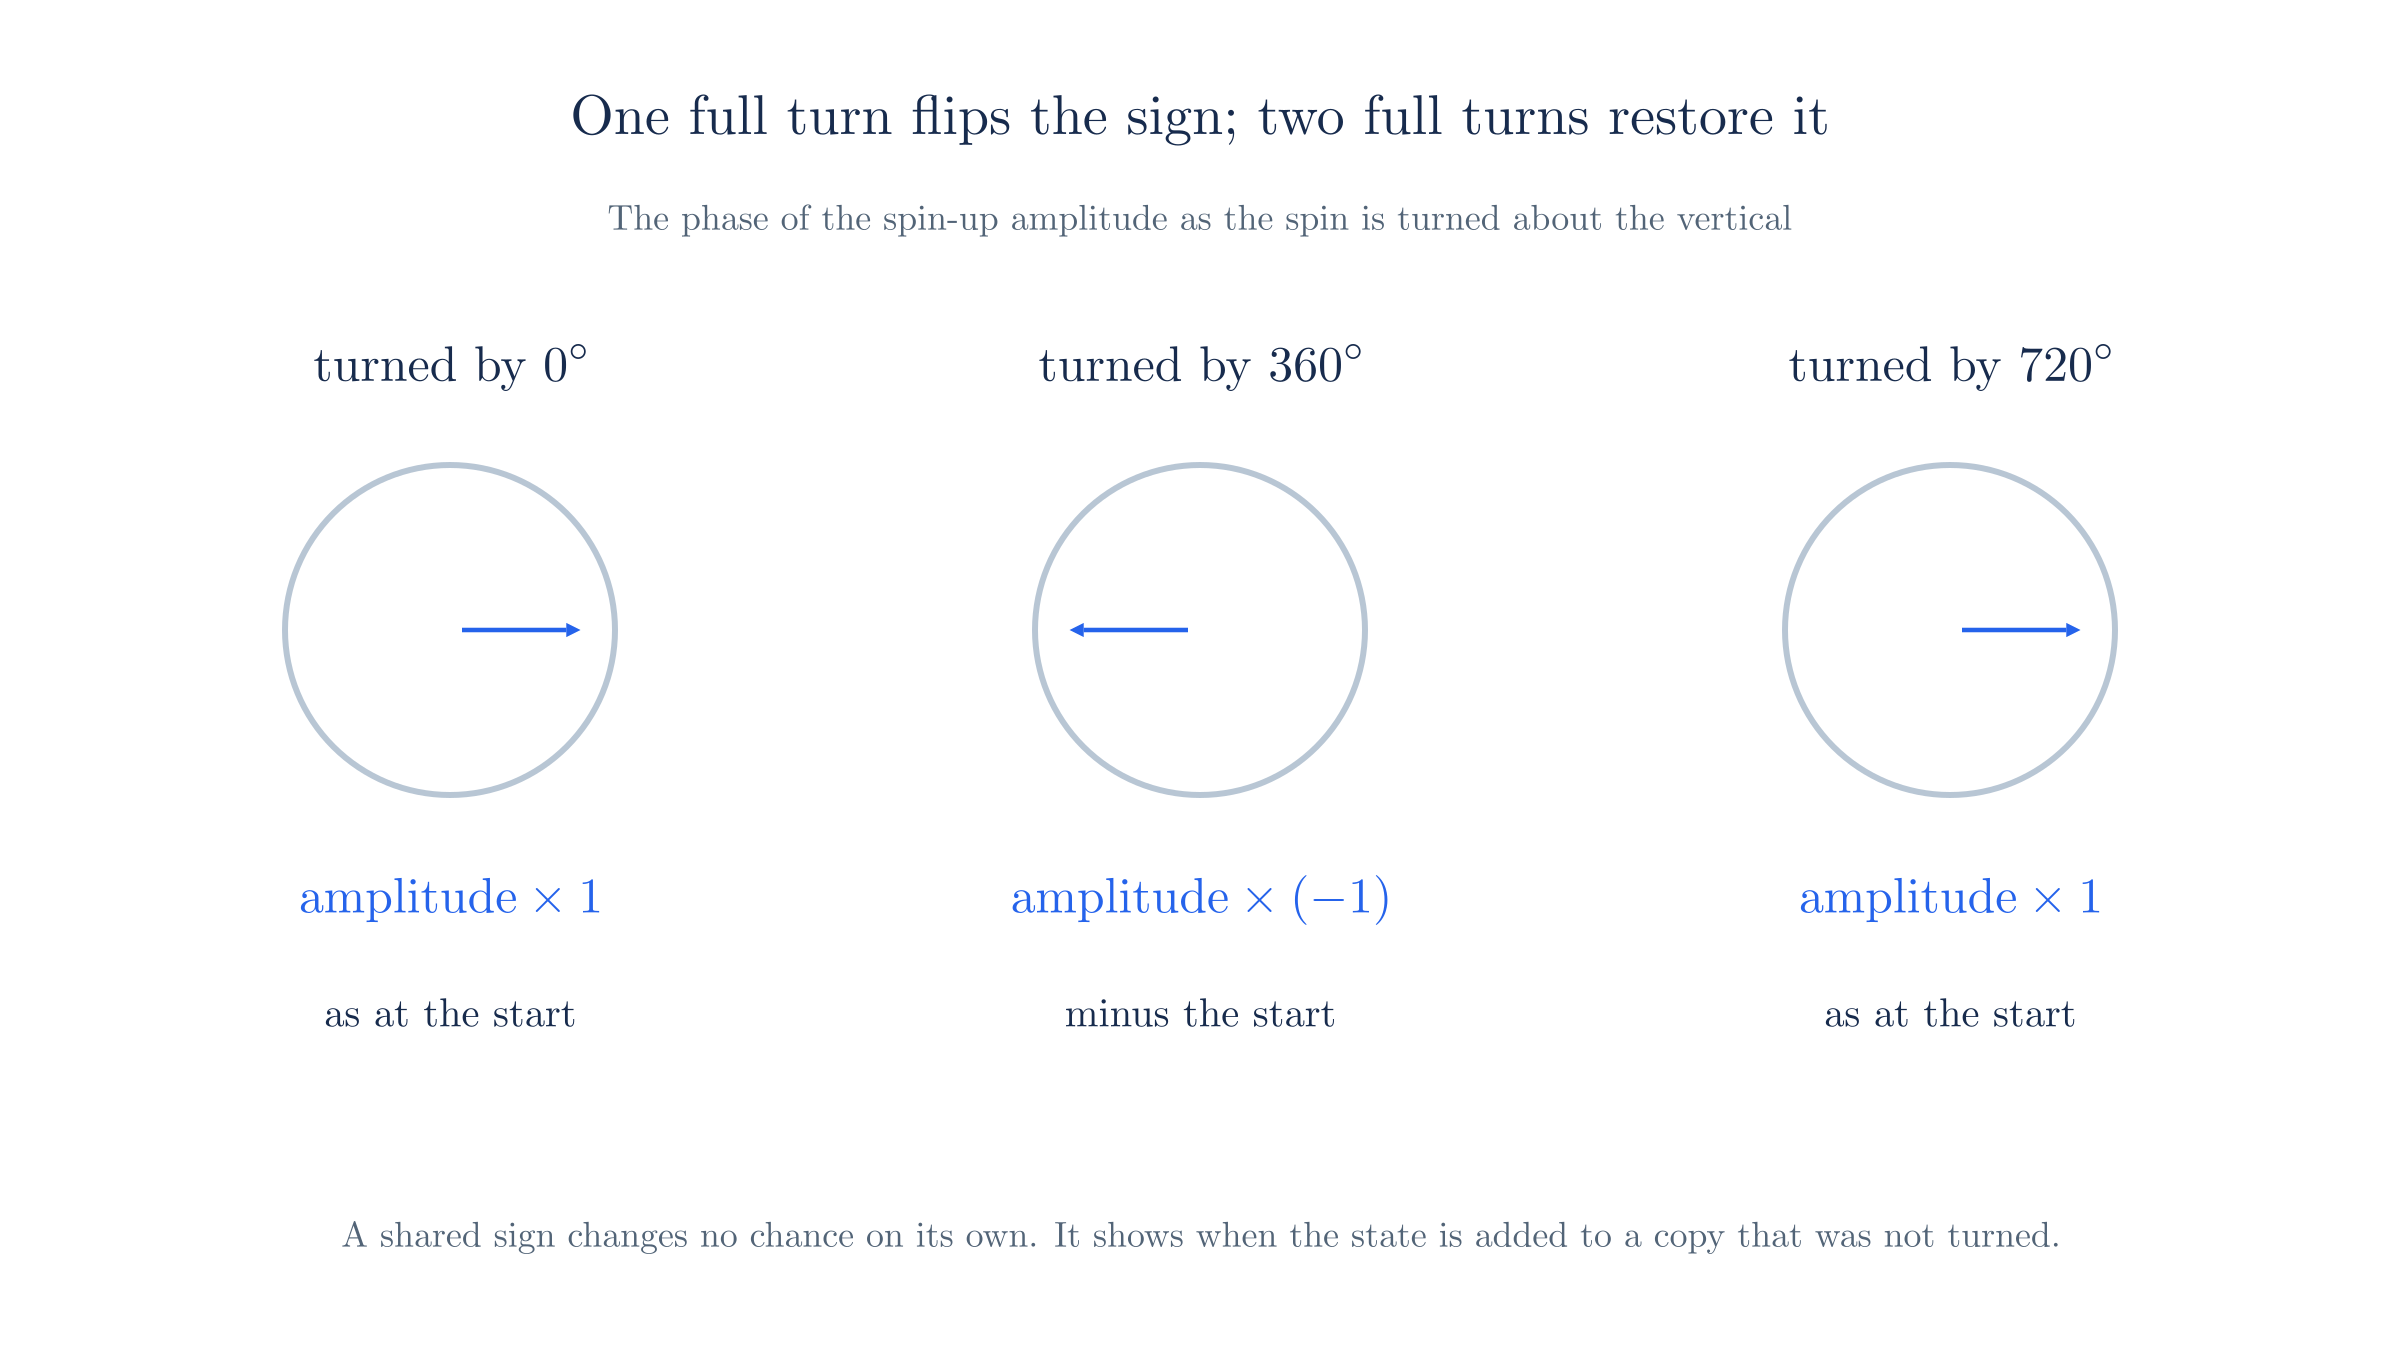 One full turn flips the sign; two full turns restore it
The phase of the spin-up amplitude as the spin is turned about the vertical
turned by 0°
turned by 360°
turned by 720°
amplitude × 1
amplitude × (−1)
amplitude × 1
as at the start
minus the start
as at the start
A shared sign changes no chance on its own. It shows when the state is added to a copy that was not turned.